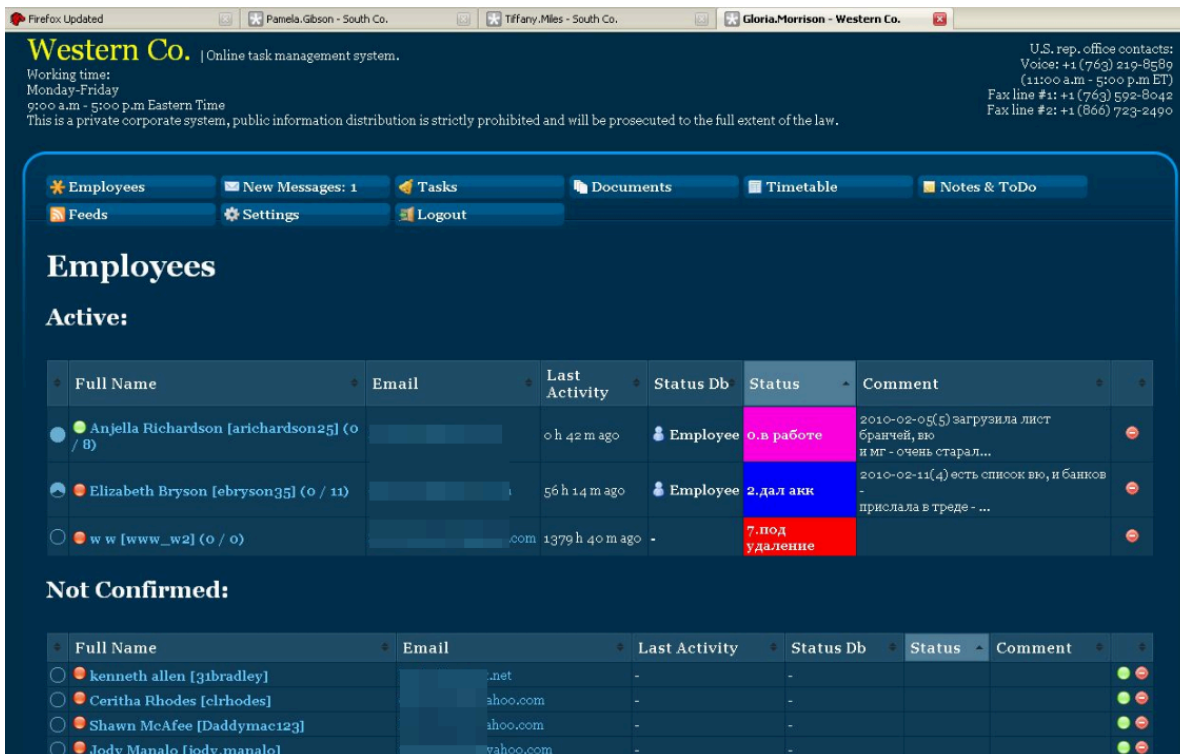 Firefox Updated Pamela.Gibson - South Co. Tiffany.Miles - South Co. Gloria.Morrison - Western Co.
Western Co. | Online task management system.
Working time:
Monday-Friday
9:00 a.m - 5:00 p.m Eastern Time
This is a private corporate system, public information distribution is strictly prohibited and will be prosecuted to the full extent of the law.
U.S. rep. office contacts:
Voice: +1 (763) 219-8589
(11:00 a.m - 5:00 p.m ET)
Fax line #1: +1 (763) 592-8042
Fax line #2: +1 (866) 723-2490
Employees New Messages: 1 Tasks Documents Timetable Notes & ToDo
Feeds Settings Logout
Employees
Active:
Full Name Email Last Activity Status Db Status Comment
Anjella Richardson [arichardson25] (0
/ 8)
0 h 42 m ago Employee 0.в работе
2010-02-05(5) загрузила лист
бранчей, вю
и мг - очень старал...
Elizabeth Bryson [ebryson35] (0 / 11) 56 h 14 m ago Employee 2.дал акк
2010-02-11(4) есть список вю, и банков
-
прислала в треде - ...
w w [www_w2] (0 / 0) .com 1379 h 40 m ago -
7.под
удаление
Not Confirmed:
Full Name Email Last Activity Status Db Status Comment
kenneth allen [31bradley] .net - -
Ceritha Rhodes [clrhodes] ahoo.com - -
Shawn McAfee [Daddymac123] ahoo.com - -
Jody Manalo [jody.manalo] yahoo.com - -